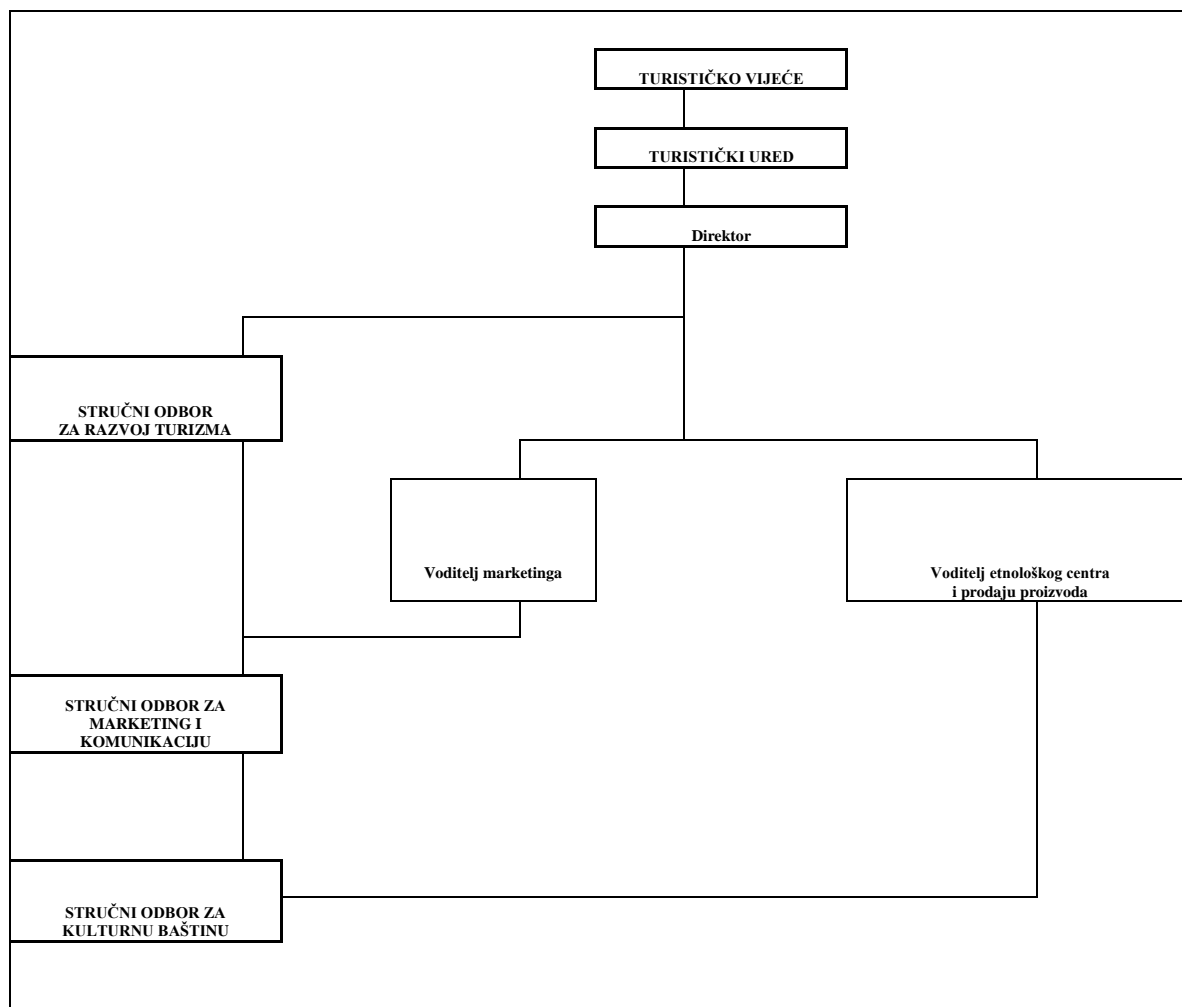 TURISTIČKO VIJEĆE
TURISTIČKI URED
Direktor
STRUČNI ODBOR
ZA RAZVOJ TURIZMA
Voditelj marketinga
Voditelj etnološkog centra
i prodaju proizvoda
STRUČNI ODBOR ZA
MARKETING I
KOMUNIKACIJU
STRUČNI ODBOR ZA
KULTURNU BAŠTINU